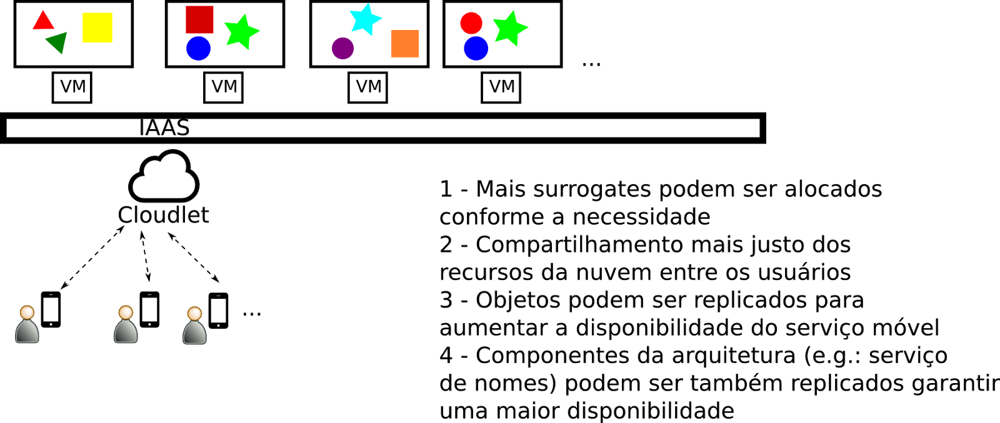 ...
VM VM VM VM
IAAS
Cloudlet
...
1 - Mais surrogates podem ser alocados
conforme a necessidade
2 - Compartilhamento mais justo dos
recursos da nuvem entre os usuários
3 - Objetos podem ser replicados para
aumentar a disponibilidade do serviço móvel
4 - Componentes da arquitetura (e.g.: serviço
de nomes) podem ser também replicados garantir
uma maior disponibilidade